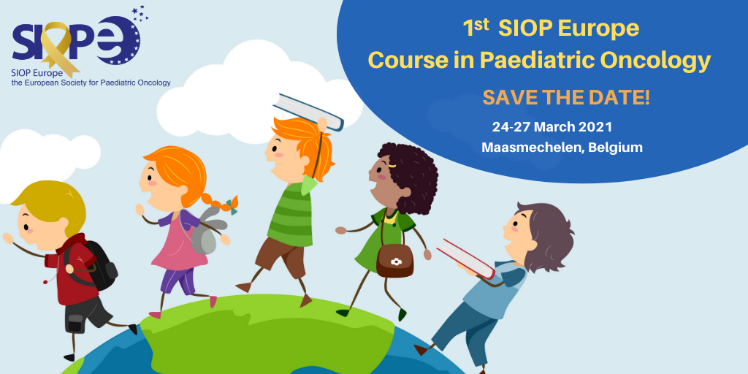 SIOPe
SIOP Europe
the European Society for Paediatric Oncology
1st SIOP Europe
Course in Paediatric Oncology
SAVE THE DATE!
24-27 March 2021
Maasmechelen, Belgium